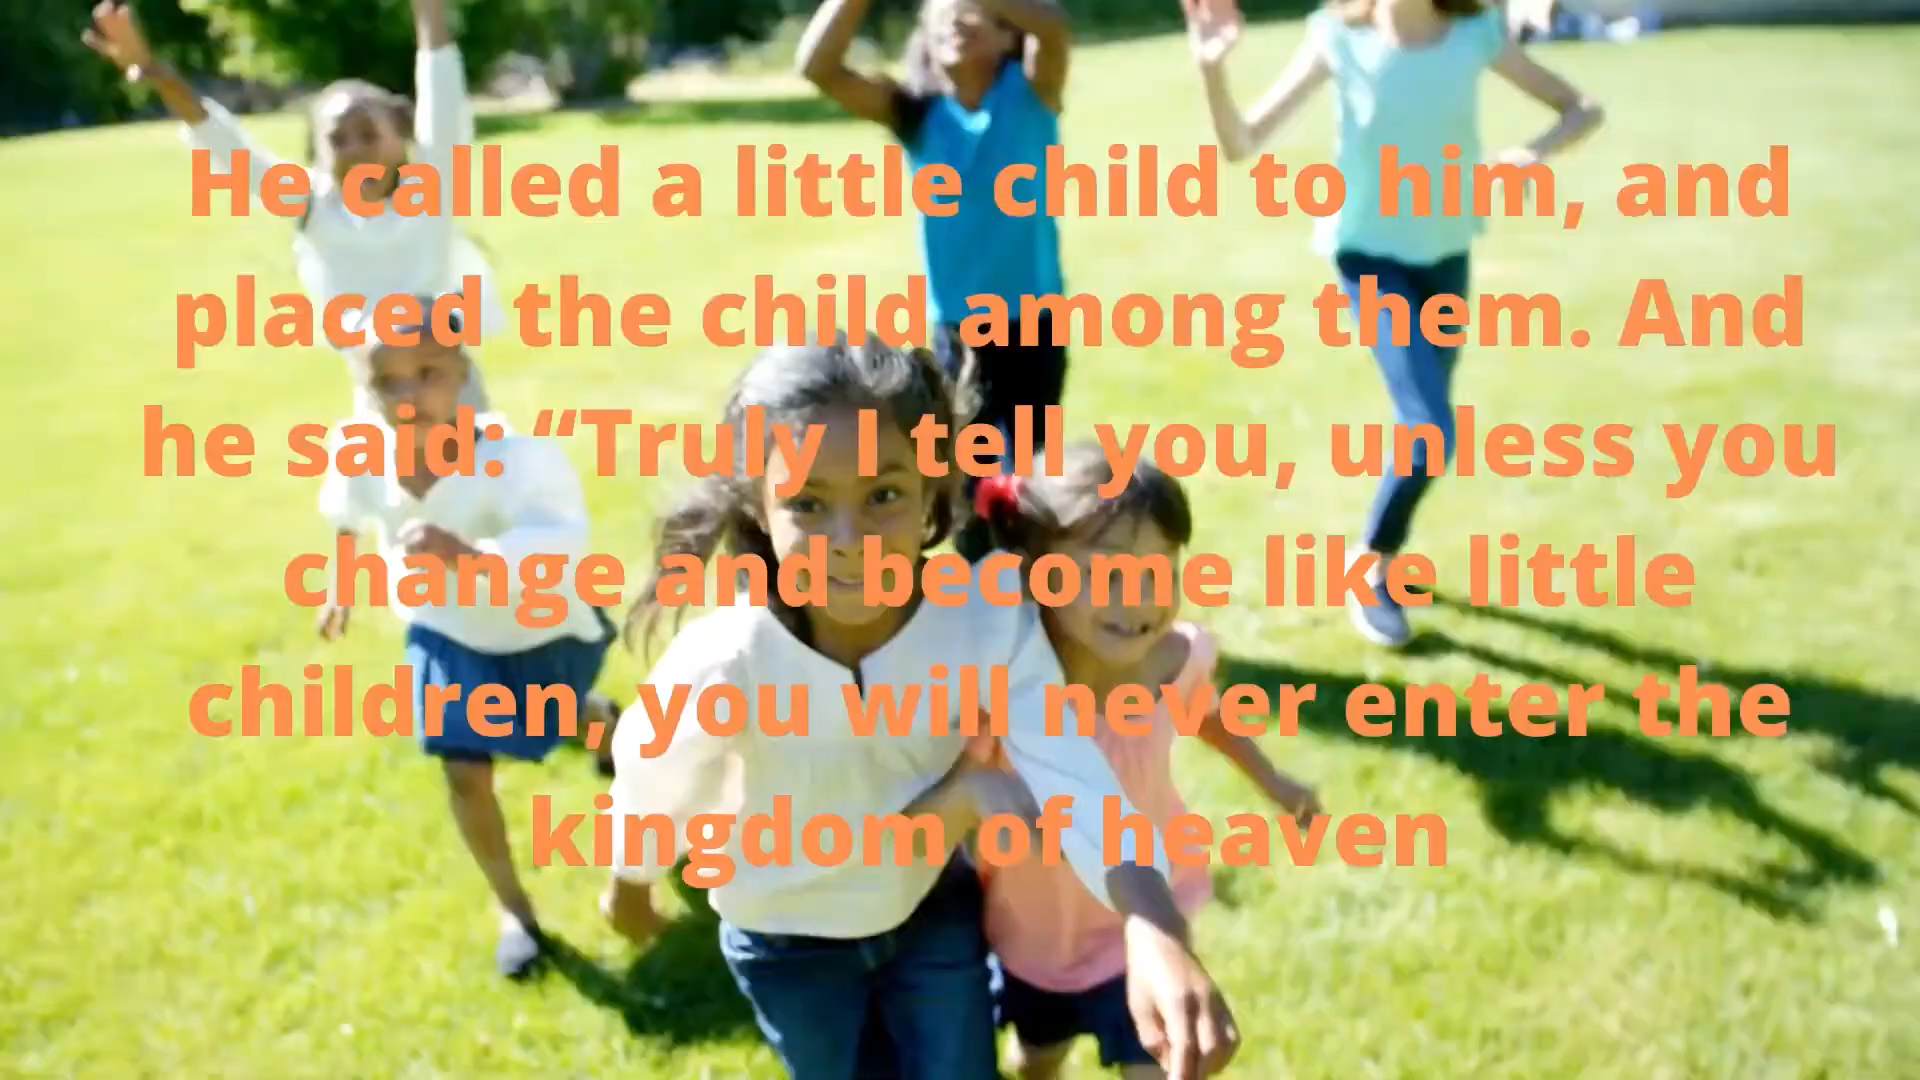 He called a little child to him, and
placed the child among them. And
he said: “Truly I tell you, unless you
change and become like little
children, you will never enter the
kingdom of heaven